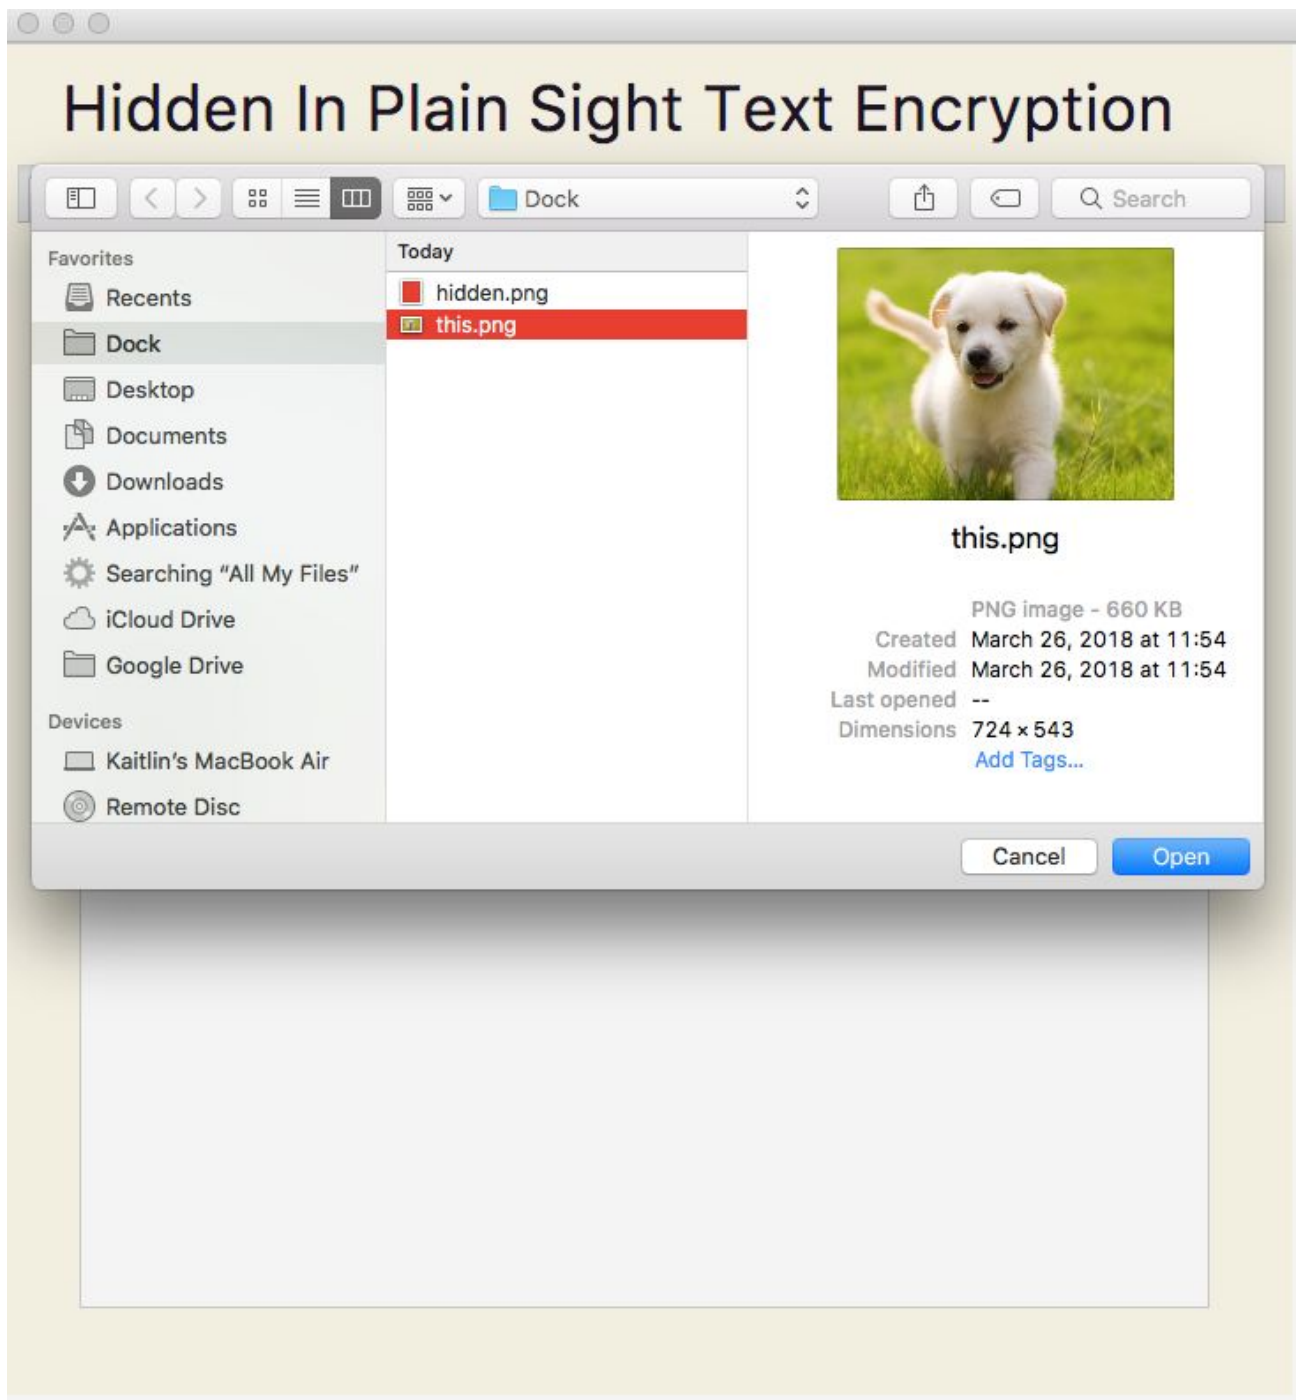 Hidden In Plain Sight Text Encryption
Dock
Search
Favorites
Recents
Dock
Desktop
Documents
Downloads
Applications
Searching “All My Files”
iCloud Drive
Google Drive
Devices
Kaitlin’s MacBook Air
Remote Disc
Today
hidden.png
this.png
this.png
PNG image - 660 KB
Created March 26, 2018 at 11:54
Modified March 26, 2018 at 11:54
Last opened --
Dimensions 724 × 543
Add Tags...
Cancel
Open